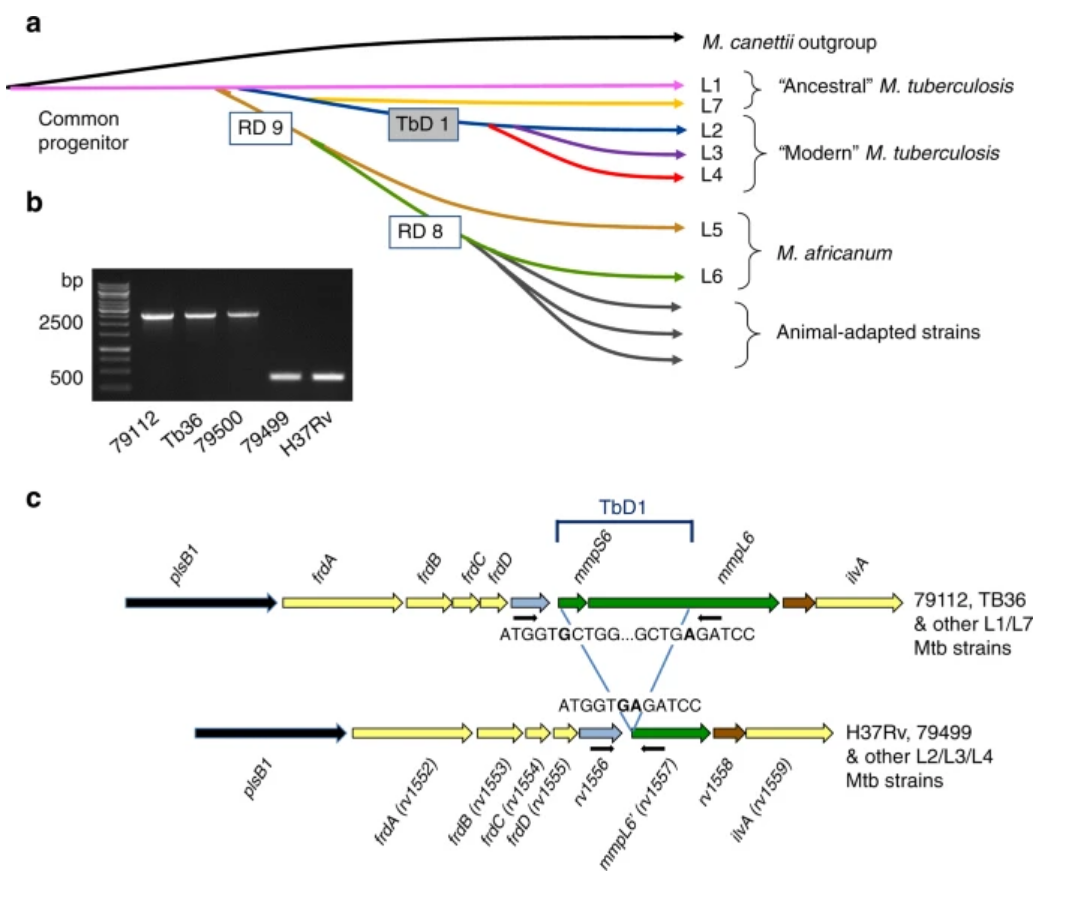 a
M. canettii outgroup
L1
"Ancestral" M. tuberculosis
L7
Common
progenitor
RD 9
TbD 1
L2
L3
"Modern" M. tuberculosis
L4
RD 8
L5
M. africanum
L6
Animal-adapted strains
b
bp
2500
500
79112
Tb36
79500
79499
H37Rv
c
TbD1
plsB1
frdA
frdB
frdC
frdD
mmpS6
mmpL6
ilvA
79112, TB36
& other L1/L7
Mtb strains
ATGGTGCTGG...GCTGAGATCC
ATGGTGAGATCC
H37Rv, 79499
& other L2/L3/L4
Mtb strains
plsB1
frdA (rv1552)
frdB (rv1553)
frdC (rv1554)
frdD (rv1555)
rv1556
mmpL6' (rv1557)
rv1558
ilvA (rv1559)